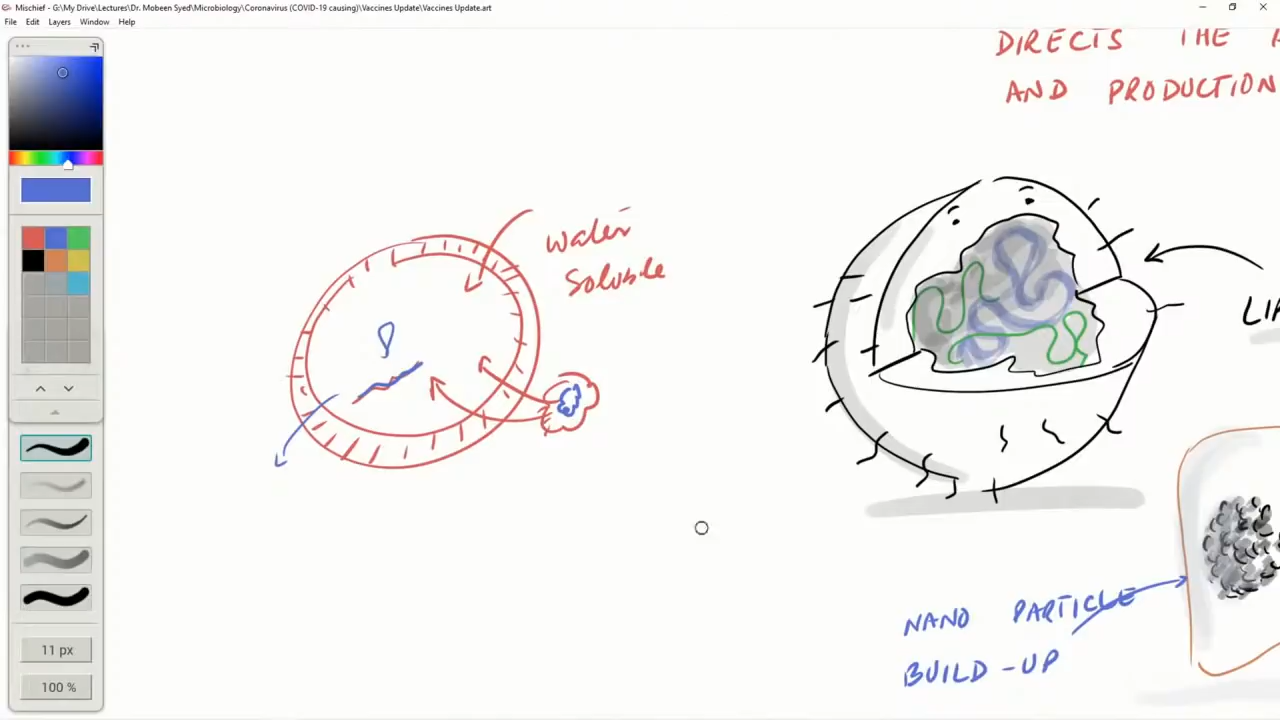 Mischief - G:\My Drive\Lectures\Dr. Mobeen Syed\Microbiology\Coronavirus (COVID-19 causing)\Vaccines Update\Vaccines Update.art
File Edit Layers Window Help
DIRECTS THE
AND PRODUCTION
water
soluble
NANO PARTICLE
BUILD-UP
11 px
100 %